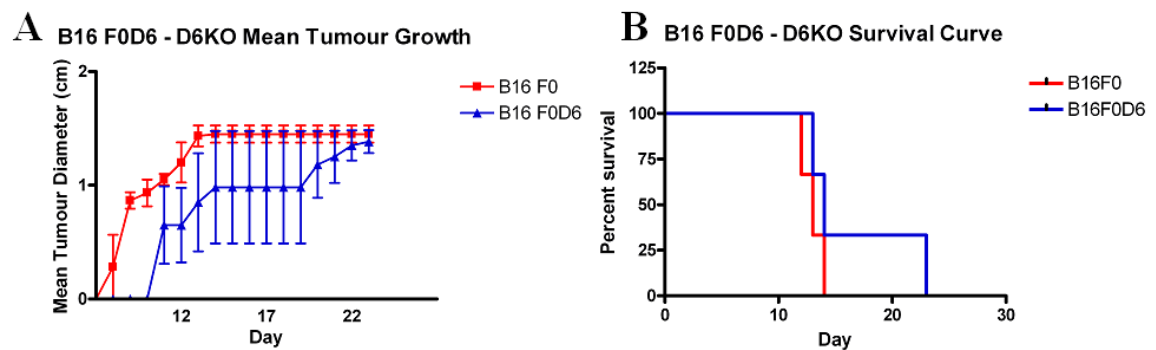 A B16 F0D6 - D6KO Mean Tumour Growth
Mean Tumour Diameter (cm)
2
1
0
12 17 22
Day
B16 F0
B16 F0D6
B B16 F0D6 - D6KO Survival Curve
Percent survival
125
100
75
50
25
0
0 10 20 30
Day
B16F0
B16F0D6